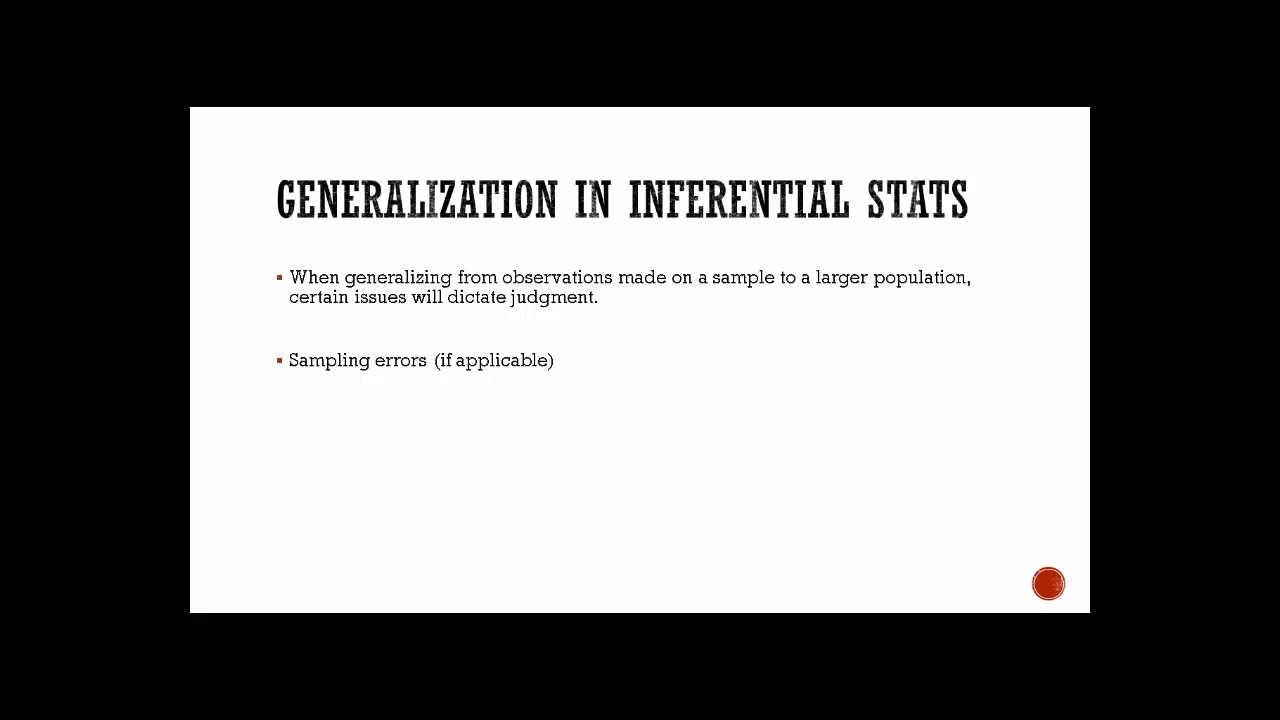 GENERALIZATION IN INFERENTIAL STATS
▪ When generalizing from observations made on a sample to a larger population,
certain issues will dictate judgment.
▪ Sampling errors (if applicable)